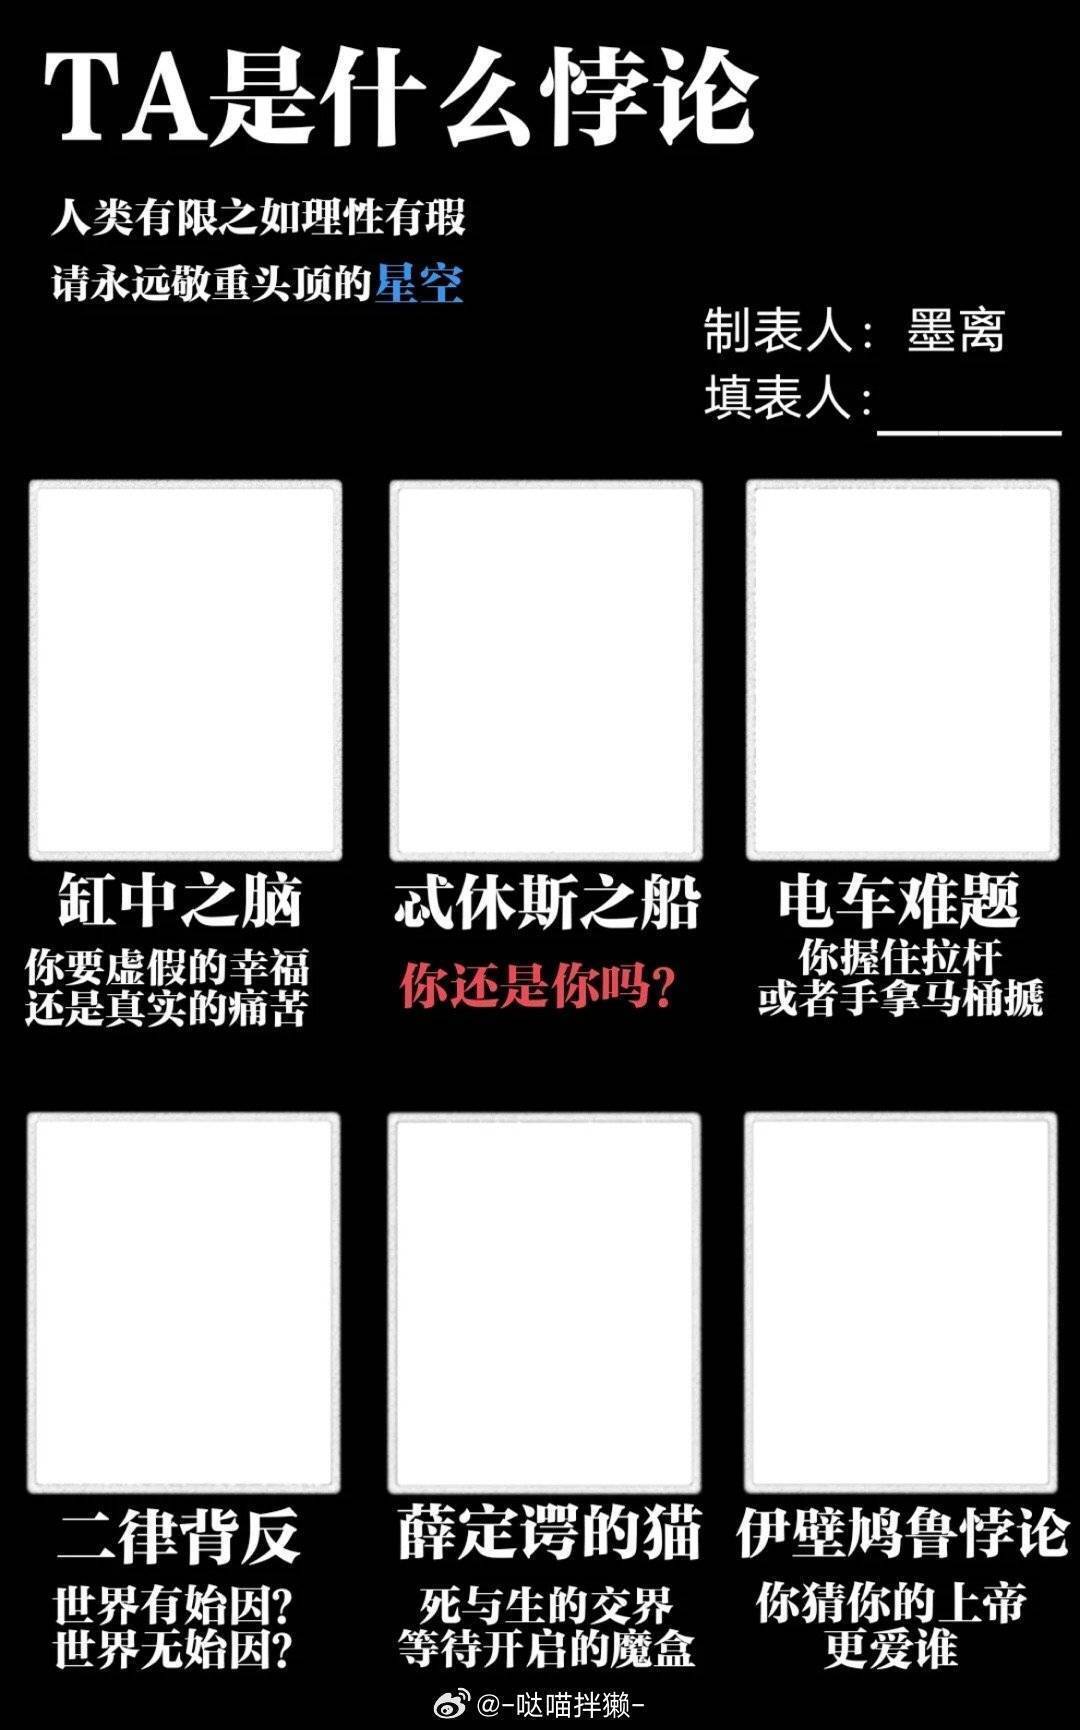 TA是什么悖论
人类有限之如理性有瑕
请永远敬重头顶的星空
制表人：墨离
填表人：
缸中之脑
你要虚假的幸福
还是真实的痛苦
忒休斯之船
你还是你吗？
电车难题
你握住拉杆
或者手拿马桶搋
二律背反
世界有始因？
世界无始因？
薛定谔的猫
死与生的交界
等待开启的魔盒
伊壁鸠鲁悖论
你猜你的上帝
更爱谁
@-哒喵拌獭-